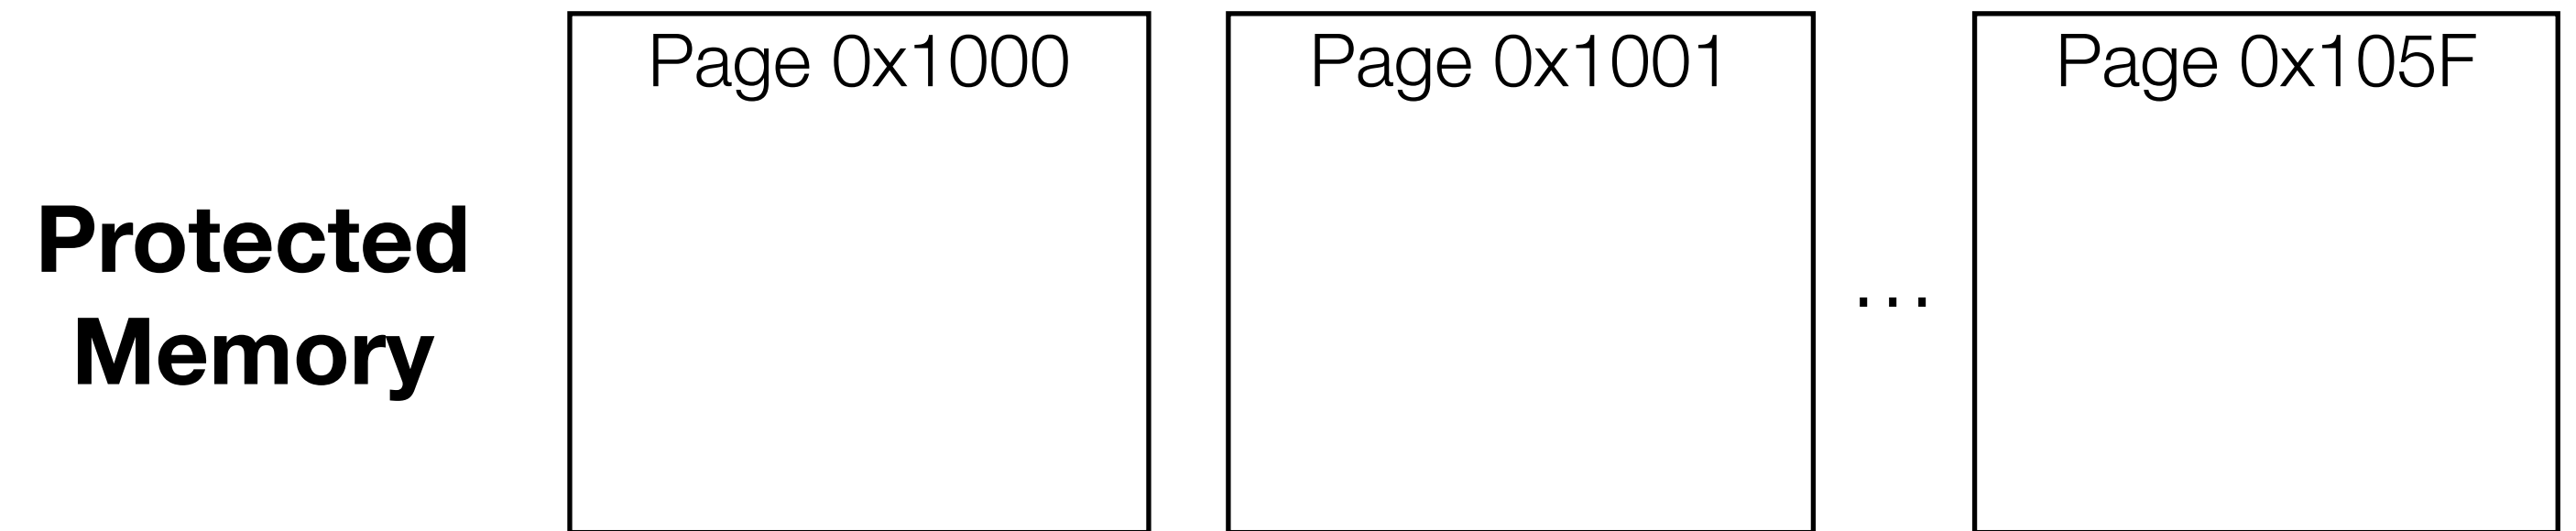 Page 0x1000
Page 0x1001
Page 0x105F
Protected
Memory
...